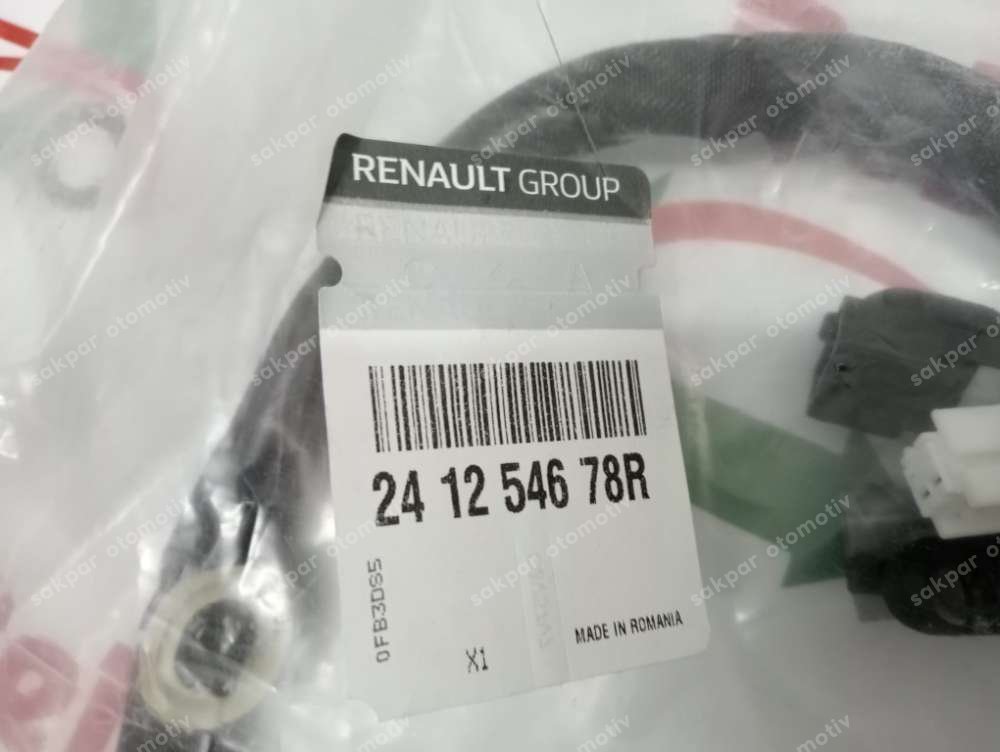 RENAULT GROUP
24 12 546 78R
0FB3DS5
X1
MADE IN ROMANIA
sakpar otomotiv